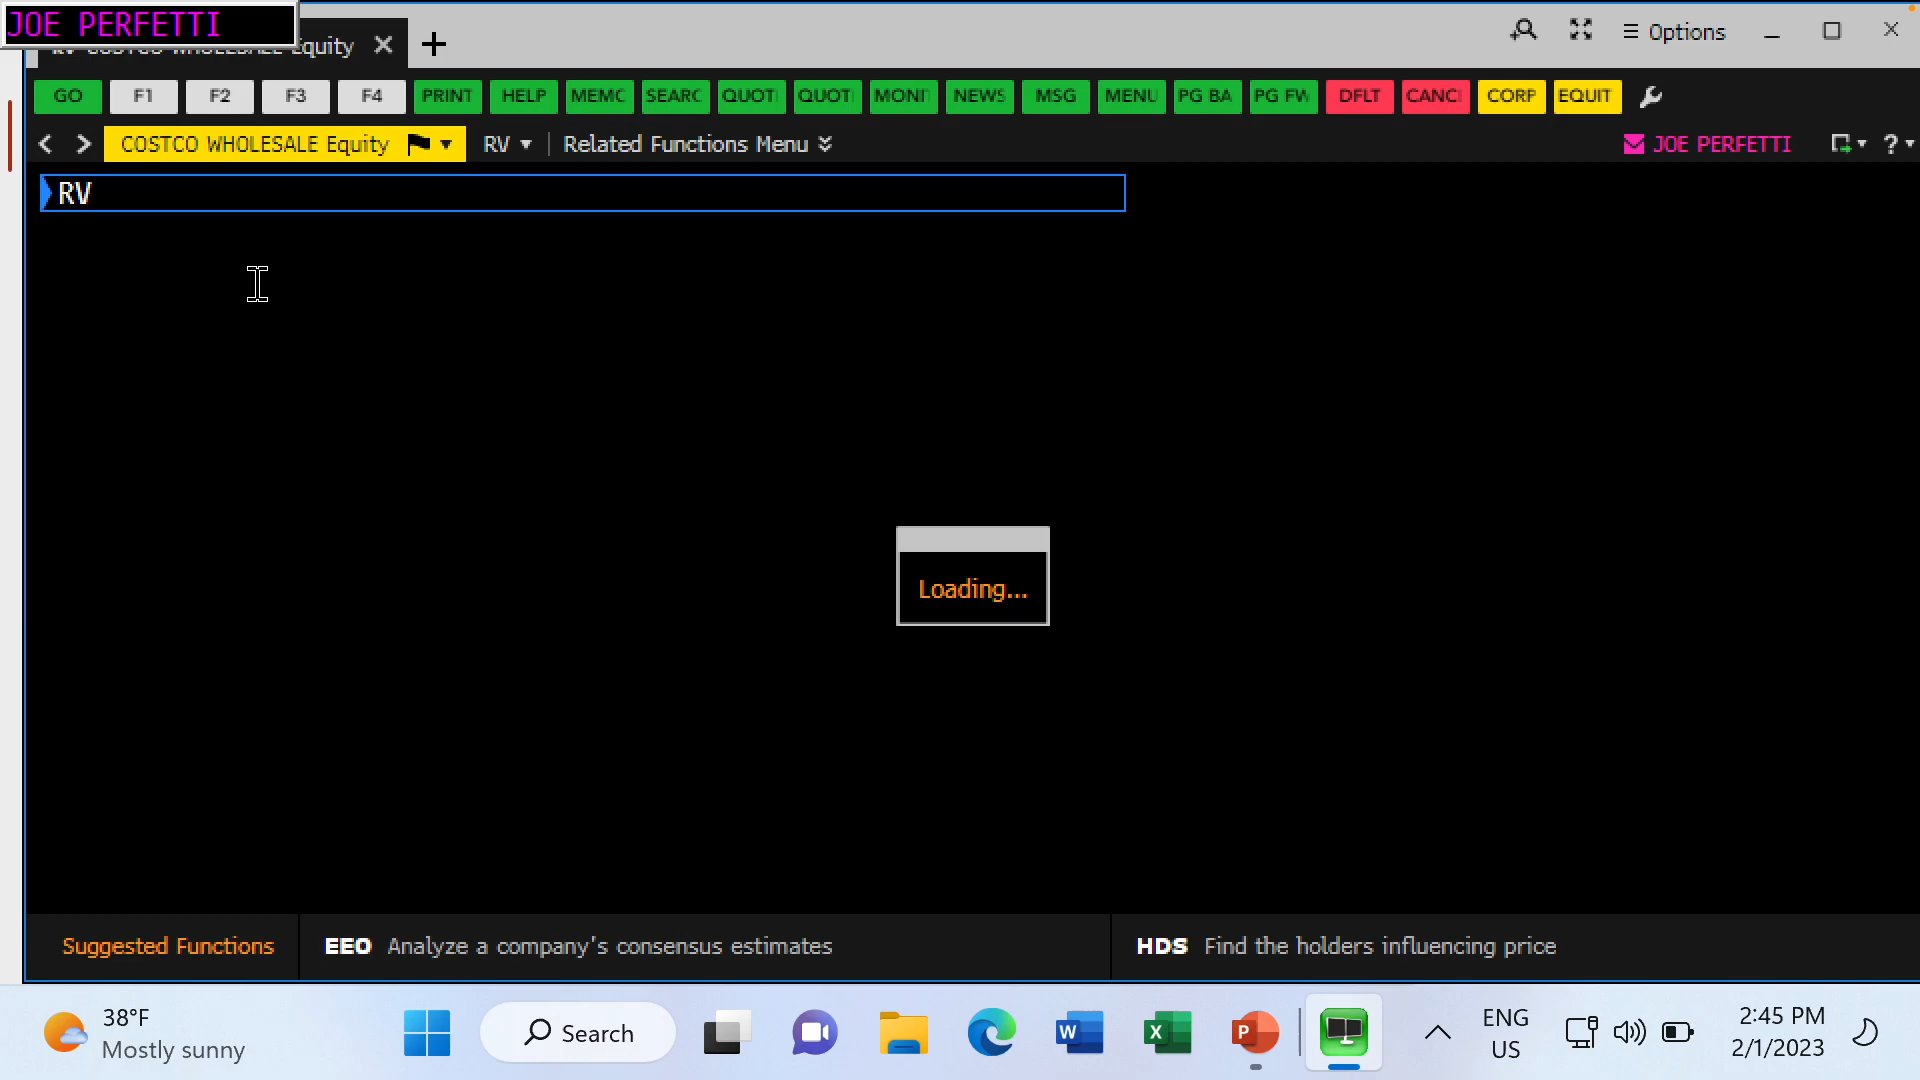 JOE PERFETTI
Equity
Options
GO F1 F2 F3 F4 PRINT HELP MEMC SEARC QUOTI QUOTI MONI NEWS MSG MENU PG BA PG FW DFLT CANC CORP EQUIT
COSTCO WHOLESALE Equity RV Related Functions Menu JOE PERFETTI ?
RV
Loading...
Suggested Functions EEO Analyze a company's consensus estimates HDS Find the holders influencing price
38°F
Mostly sunny
Search
ENG
US
2:45 PM
2/1/2023